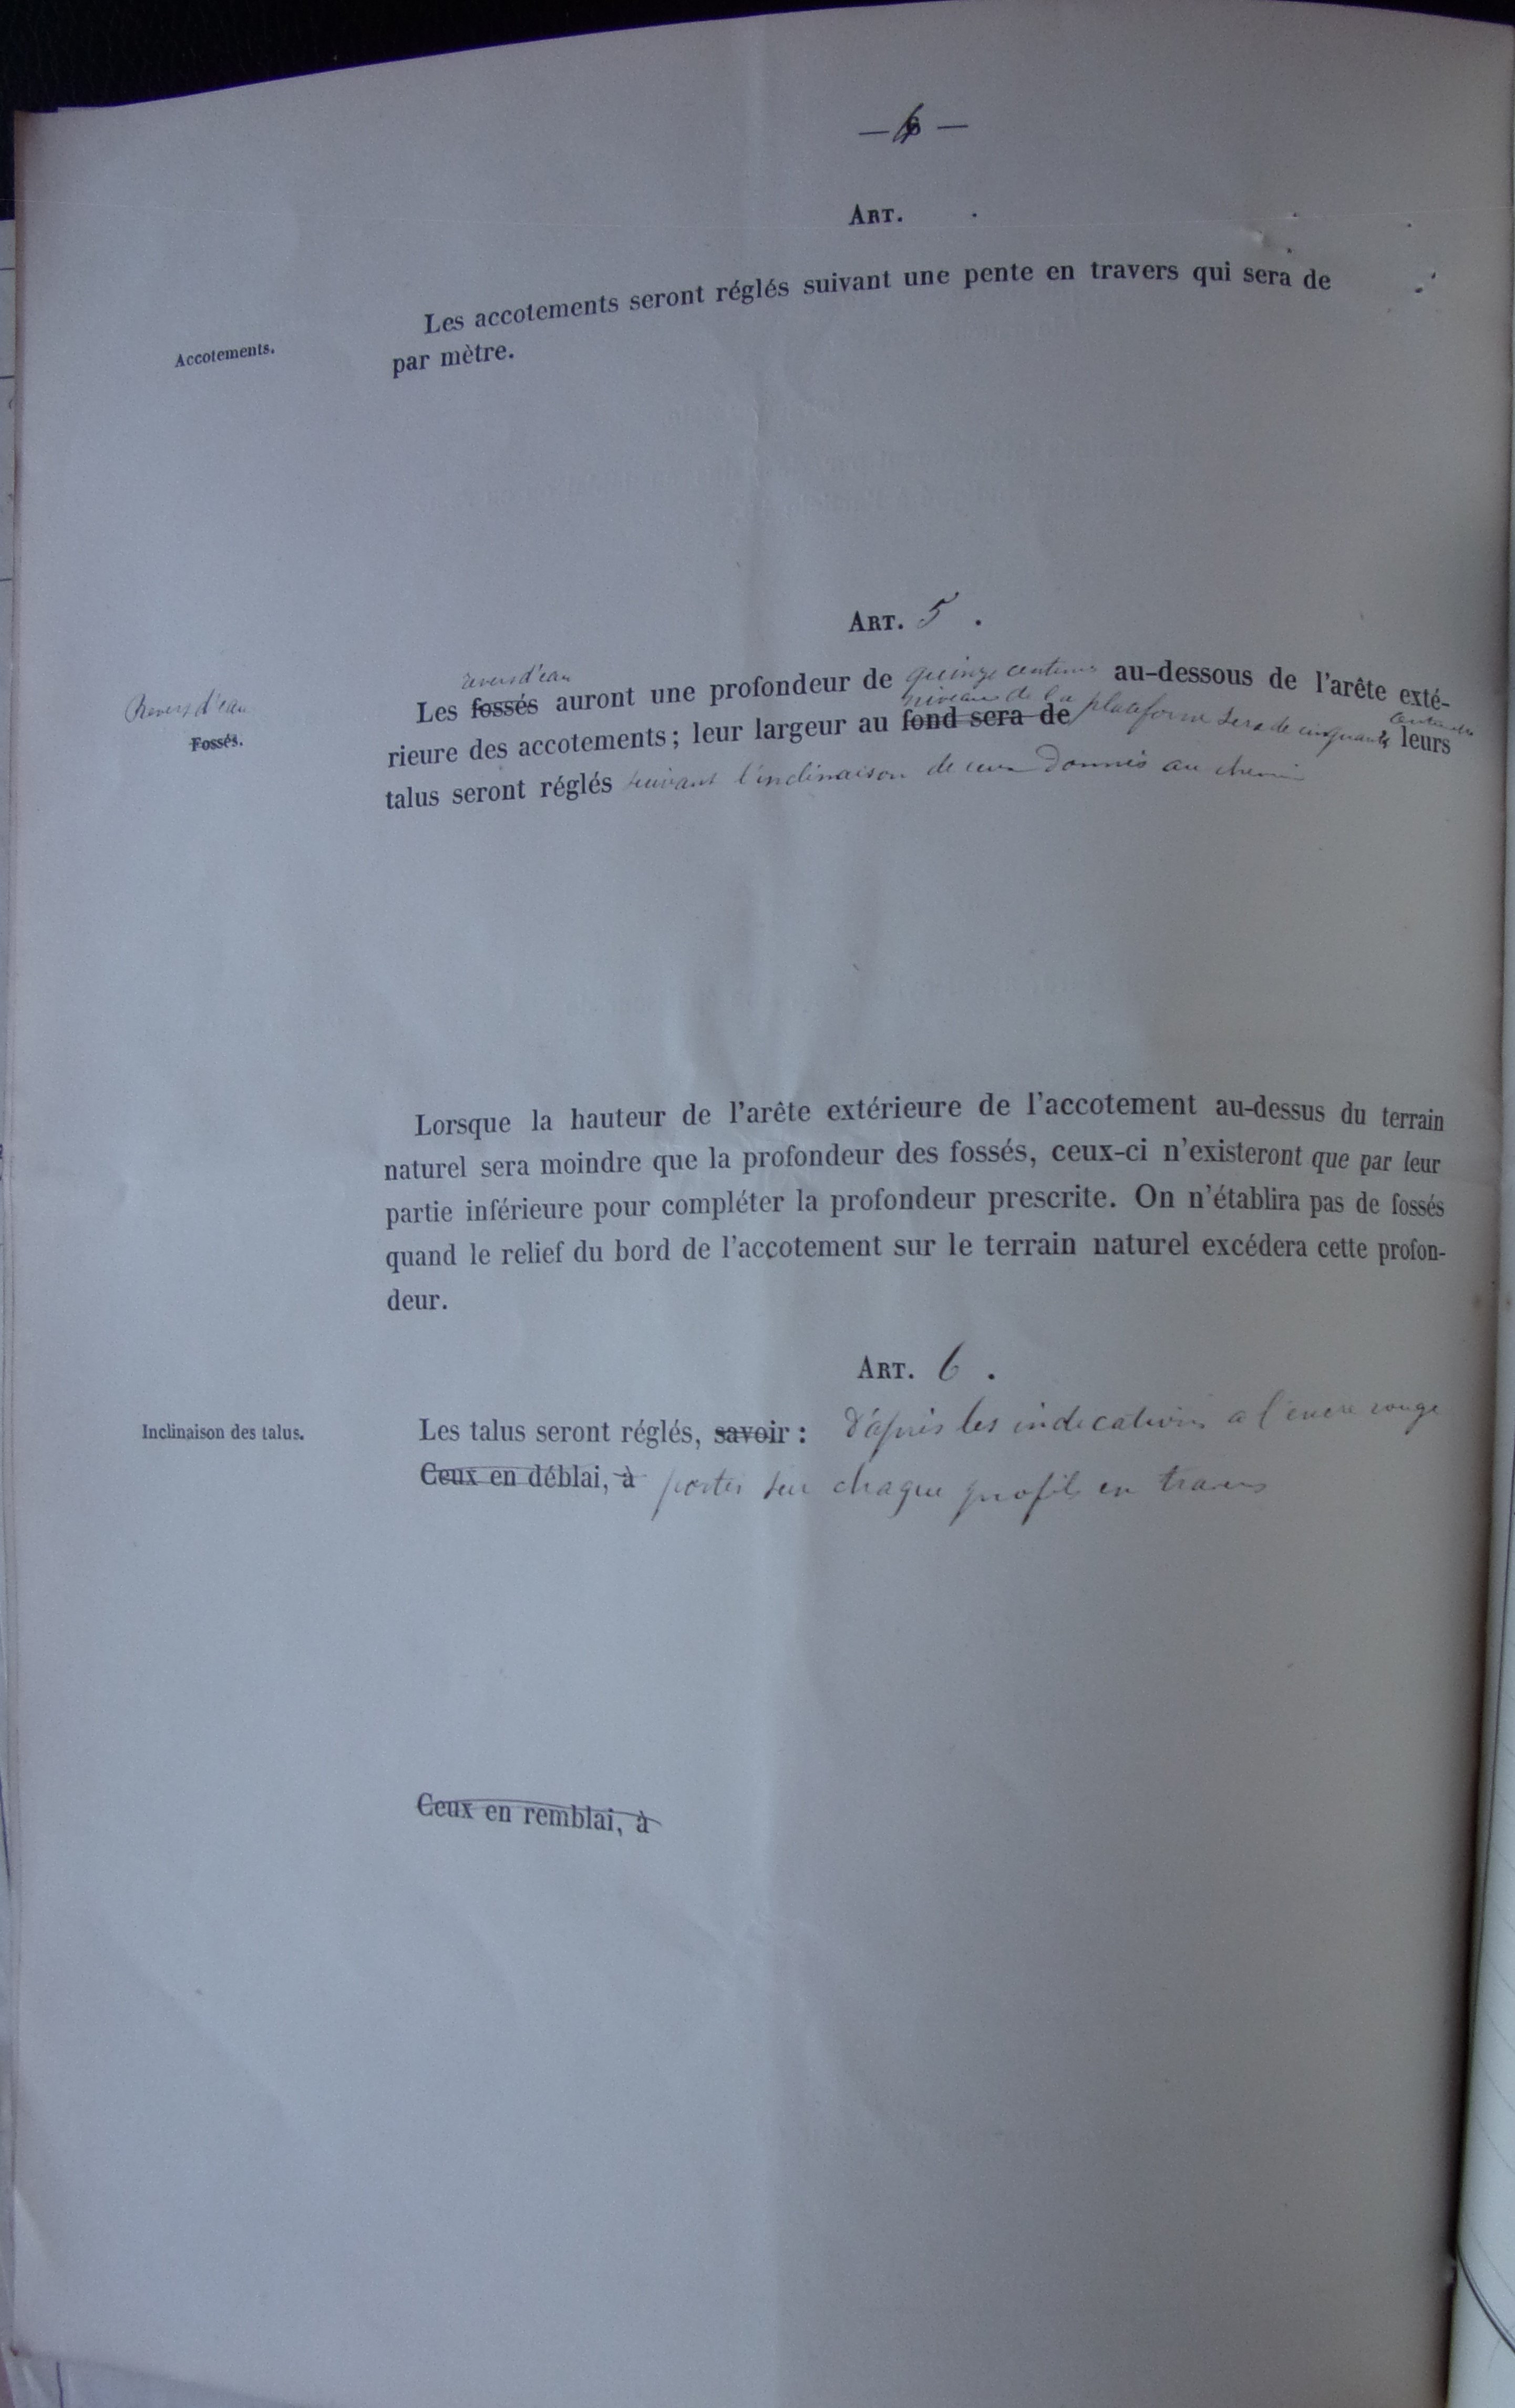 — 6 —
ART. .
Accotements.
Les accotements seront réglés suivant une pente en travers qui sera de
par mètre.
ART. 5 .
revers d'eau
Revers d'eau
Fossés.
Les fossés auront une profondeur de quinze centim. au-dessous de l'arête exté-
niveau de la plateforme sera de cinquante centimètres
rieure des accotements ; leur largeur au fond sera de leurs
talus seront réglés suivant l'inclinaison de ceux donnés au chemin
Lorsque la hauteur de l'arête extérieure de l'accotement au-dessus du terrain
naturel sera moindre que la profondeur des fossés, ceux-ci n'existeront que par leur
partie inférieure pour compléter la profondeur prescrite. On n'établira pas de fossés
quand le relief du bord de l'accotement sur le terrain naturel excédera cette profon-
deur.
ART. 6 .
Inclinaison des talus.
Les talus seront réglés, savoir : d'après les indications a l'encre rouge
Ceux en déblai, à portés sur chaque profils en travers
Ceux en remblai, à